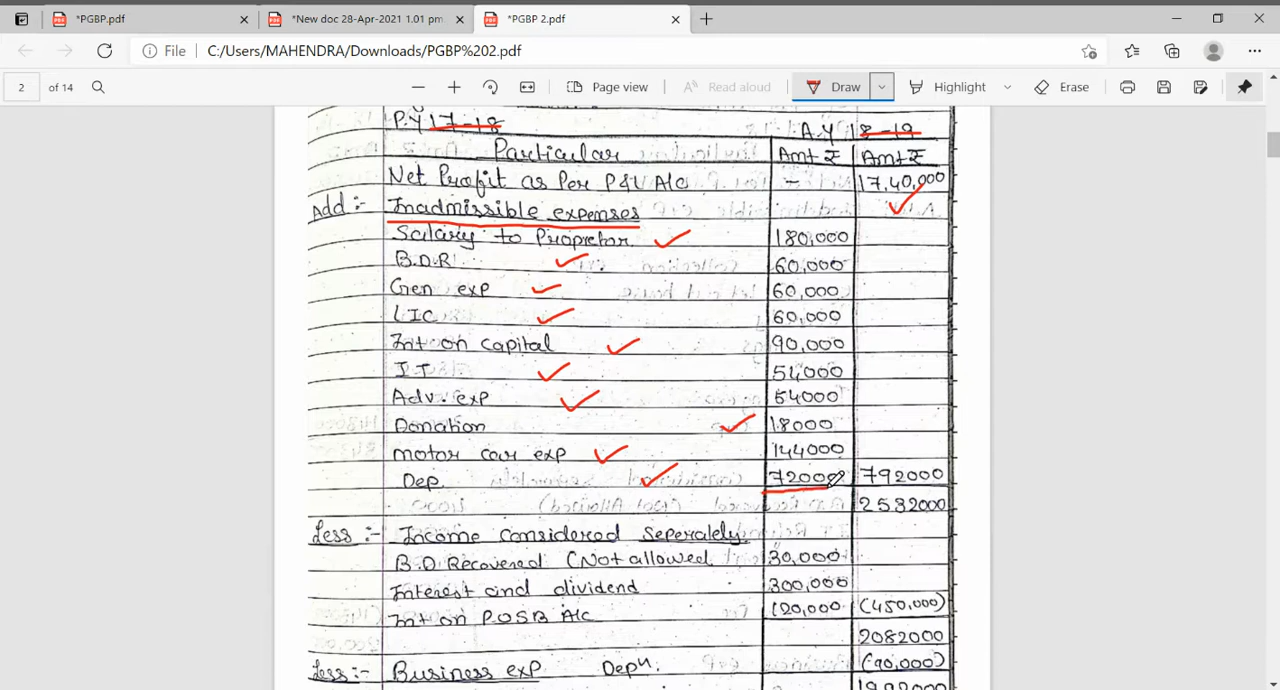 *PGBP.pdf
*New doc 28-Apr-2021 1.01 pm
*PGBP 2.pdf
File C:/Users/MAHENDRA/Downloads/PGBP%202.pdf
2 of 14 Page view Read aloud Draw Highlight Erase
P.Y 17-18 A.Y 18-19
Particular Amt ₹ Amt ₹
Net Profit as Per P&L A/c - 17,40,000
Add :- Inadmissible expenses
Salary to Propretor 180,000
B.D.R 60,000
Gen exp 60,000
LIC 60,000
Int on capital 90,000
I.T 54000
Adv. exp 54000
Donation 18000
motor car exp 144000
Dep. 72000 792000
2532000
Less :- Income considered Seperalely
B.D Recovered (Not allowed 30,000
Interest and dividend 300,000
Int on P.O.S.B A/c 120,000 (450,000)
2082000
Less :- Business exp Depn. (90,000)